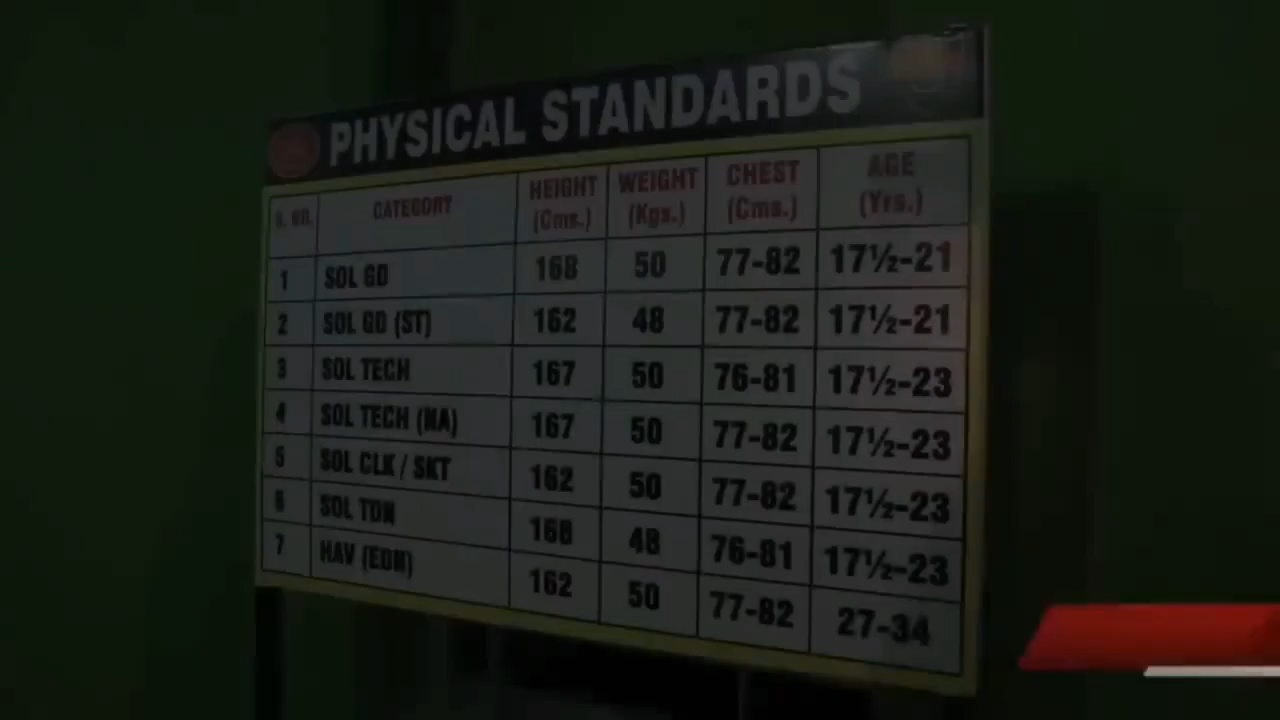 PHYSICAL STANDARDS
S. NO. CATEGORY HEIGHT (Cms.) WEIGHT (Kgs.) CHEST (Cms.) AGE (Yrs.)
1 SOL GD 168 50 77-82 17½-21
2 SOL GD (ST) 162 48 77-82 17½-21
3 SOL TECH 167 50 76-81 17½-23
4 SOL TECH (NA) 167 50 77-82 17½-23
5 SOL CLK / SKT 162 50 77-82 17½-23
6 SOL TDN 168 48 76-81 17½-23
7 HAV (EDN) 162 50 77-82 27-34